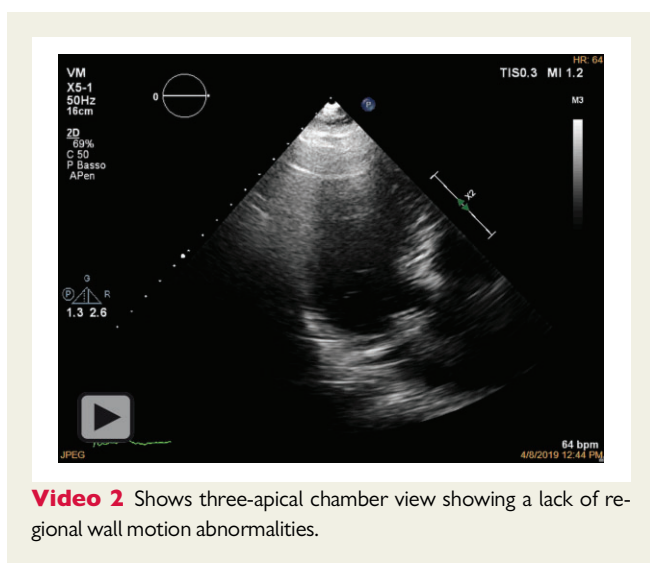 HR: 64
VM
TIS0.3 MI 1.2
X5-1
50Hz
16cm
0
P
M3
2D
69%
C 50
P Basso
APen
X2
G
P R
1.3 2.6
64 bpm
JPEG
4/8/2019 12:44 PM
Video 2 Shows three-apical chamber view showing a lack of re-
gional wall motion abnormalities.